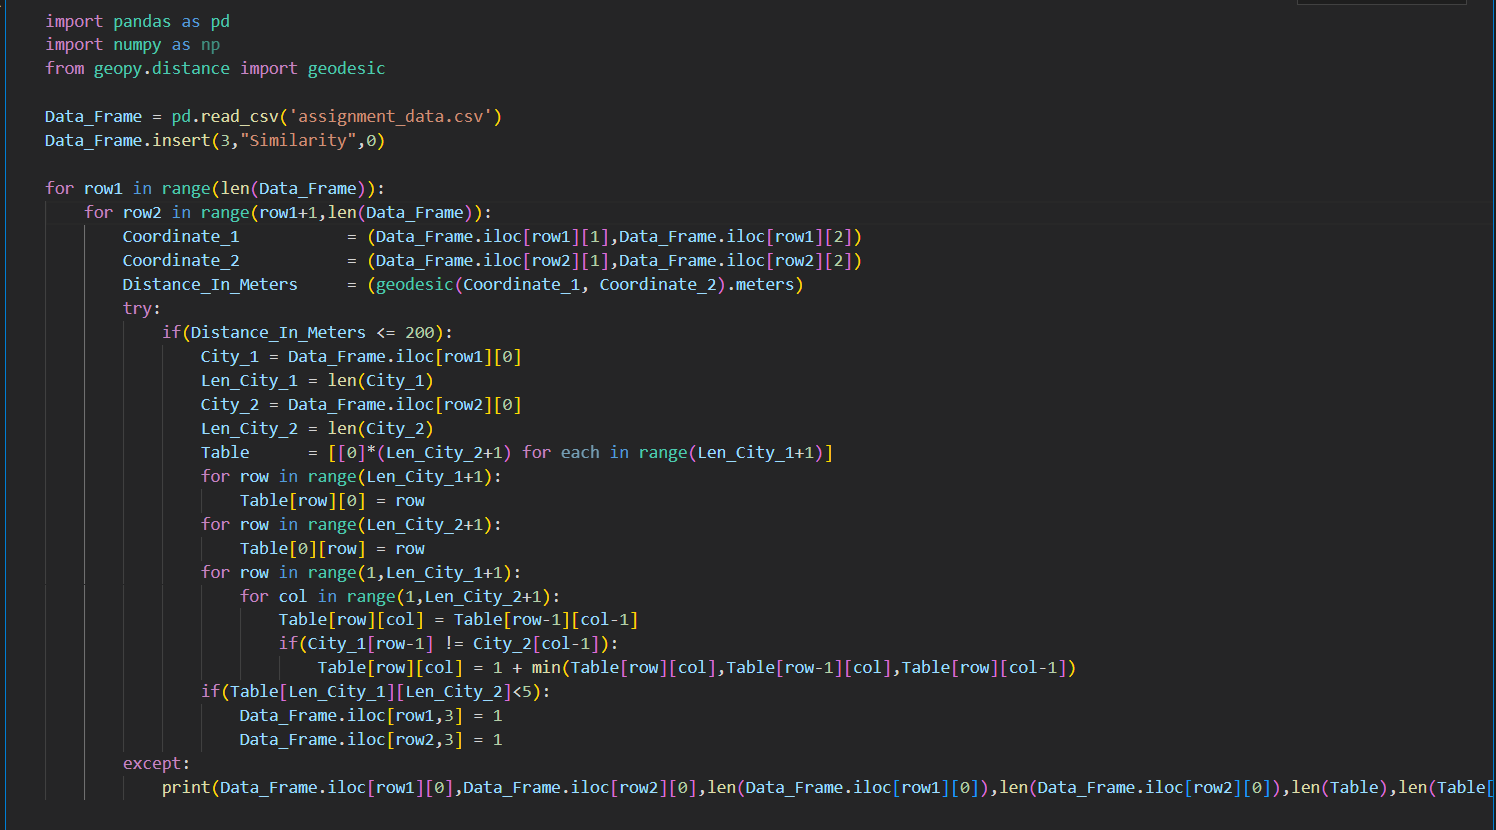 import pandas as pd
import numpy as np
from geopy.distance import geodesic
Data_Frame = pd.read_csv('assignment_data.csv')
Data_Frame.insert(3,"Similarity",0)
for row1 in range(len(Data_Frame)):
    for row2 in range(row1+1,len(Data_Frame)):
        Coordinate_1           = (Data_Frame.iloc[row1][1],Data_Frame.iloc[row1][2])
        Coordinate_2           = (Data_Frame.iloc[row2][1],Data_Frame.iloc[row2][2])
        Distance_In_Meters     = (geodesic(Coordinate_1, Coordinate_2).meters)
        try:
            if(Distance_In_Meters <= 200):
                City_1 = Data_Frame.iloc[row1][0]
                Len_City_1 = len(City_1)
                City_2 = Data_Frame.iloc[row2][0]
                Len_City_2 = len(City_2)
                Table      = [[0]*(Len_City_2+1) for each in range(Len_City_1+1)]
                for row in range(Len_City_1+1):
                    Table[row][0] = row
                for row in range(Len_City_2+1):
                    Table[0][row] = row
                for row in range(1,Len_City_1+1):
                    for col in range(1,Len_City_2+1):
                        Table[row][col] = Table[row-1][col-1]
                        if(City_1[row-1] != City_2[col-1]):
                            Table[row][col] = 1 + min(Table[row][col],Table[row-1][col],Table[row][col-1])
                if(Table[Len_City_1][Len_City_2]<5):
                    Data_Frame.iloc[row1,3] = 1
                    Data_Frame.iloc[row2,3] = 1
        except:
            print(Data_Frame.iloc[row1][0],Data_Frame.iloc[row2][0],len(Data_Frame.iloc[row1][0]),len(Data_Frame.iloc[row2][0]),len(Table),len(Table[